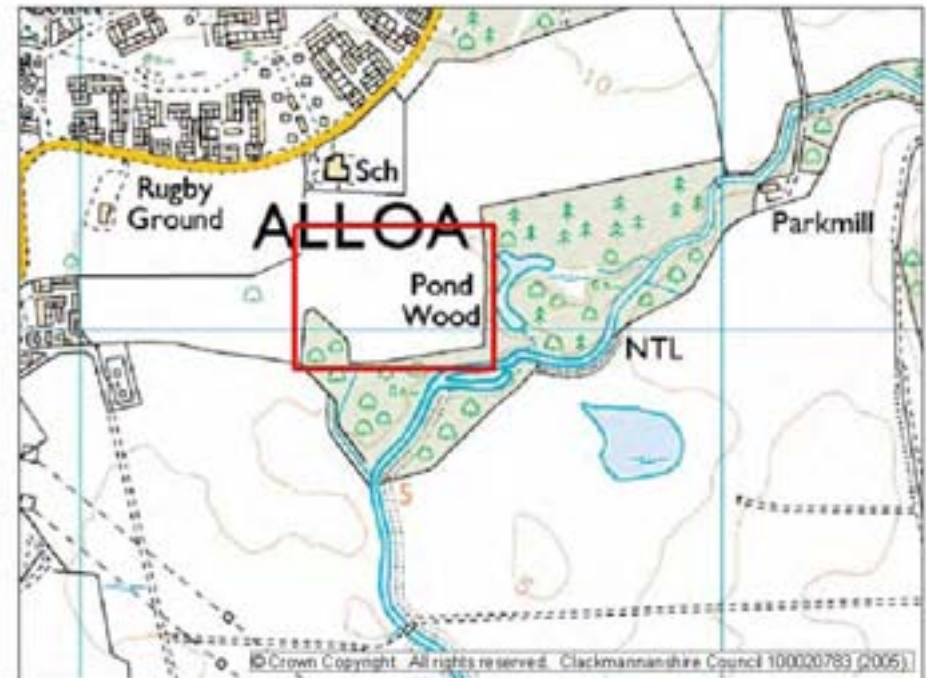 10
Sch
Rugby
Ground
ALLOA
Parkmill
Pond
Wood
NTL
5
5
©Crown Copyright. All rights reserved. Clackmannanshire Council 100020783 (2005).